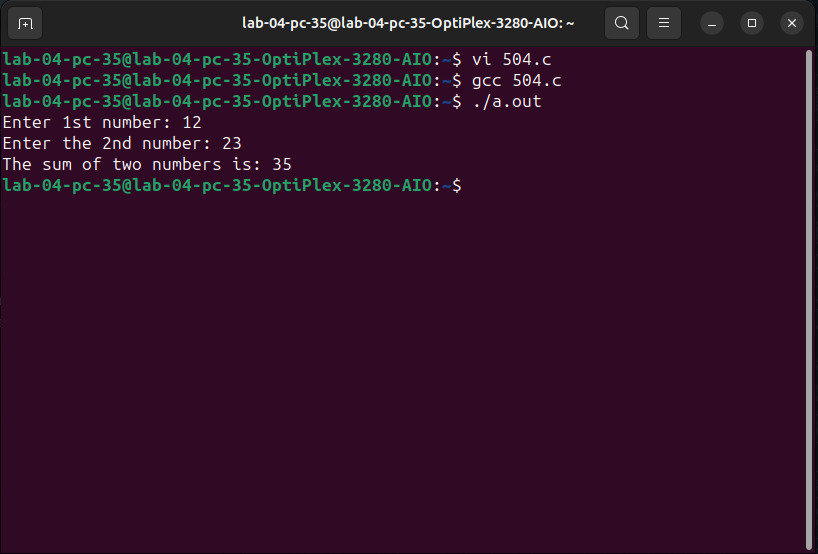 lab-04-pc-35@lab-04-pc-35-OptiPlex-3280-AIO: ~
lab-04-pc-35@lab-04-pc-35-OptiPlex-3280-AIO:~$ vi 504.c
lab-04-pc-35@lab-04-pc-35-OptiPlex-3280-AIO:~$ gcc 504.c
lab-04-pc-35@lab-04-pc-35-OptiPlex-3280-AIO:~$ ./a.out
Enter 1st number: 12
Enter the 2nd number: 23
The sum of two numbers is: 35
lab-04-pc-35@lab-04-pc-35-OptiPlex-3280-AIO:~$